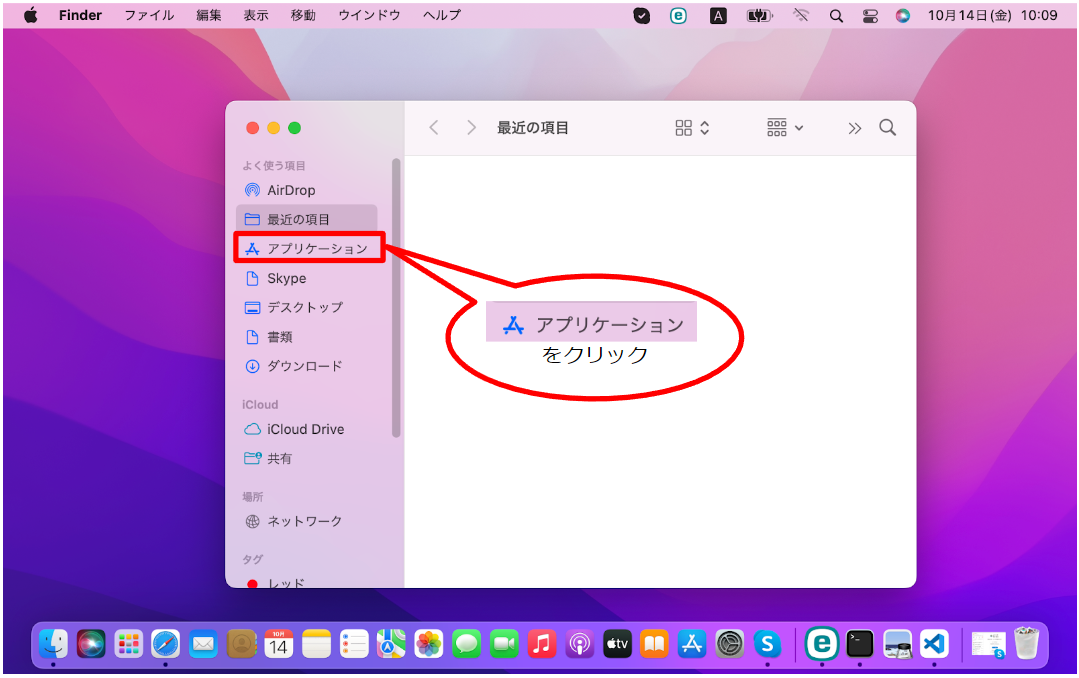 Finder ファイル 編集 表示 移動 ウインドウ ヘルプ A 10月14日(金) 10:09
最近の項目
よく使う項目
AirDrop
最近の項目
アプリケーション
Skype
デスクトップ
書類
ダウンロード
iCloud
iCloud Drive
共有
場所
ネットワーク
タグ
レッド
アプリケーション
をクリック
10月
14
tv